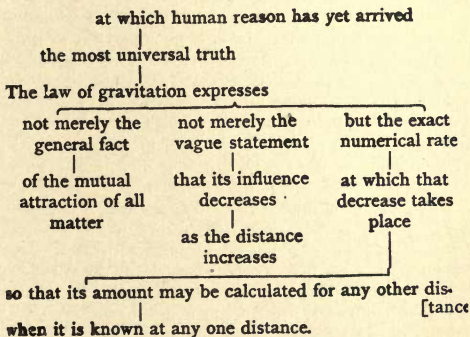 at which human reason has yet arrived
the most universal truth
The law of gravitation expresses
not merely the
general fact
of the mutual
attraction of all
matter
not merely the
vague statement
that its influence
decreases
as the distance
increases
but the exact
numerical rate
at which that
decrease takes
place
so that its amount may be calculated for any other dis-
[tance
when it is known at any one distance.